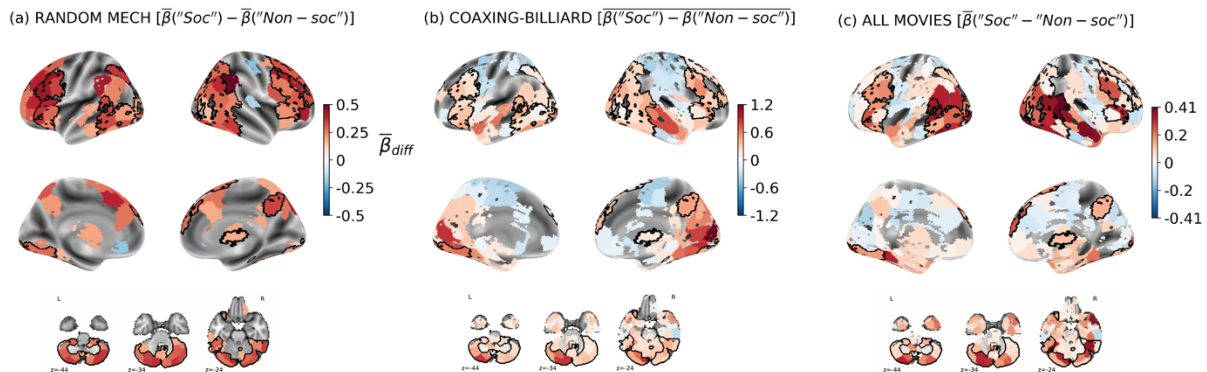 (a) RANDOM MECH [β̅("Soc") − β̅("Non-soc")]
(b) COAXING-BILLIARD [β("Soc") − β("Non-soc")]
(c) ALL MOVIES [β̅("Soc" − "Non-soc")]
0.5
0.25
0
-0.25
-0.5
β̅diff
1.2
0.6
0
-0.6
-1.2
0.41
0.2
0
-0.2
-0.41
L R
z=-44 z=-34 z=-24
z=-44 z=-34 z=-24
z=-44 z=-34 z=-24